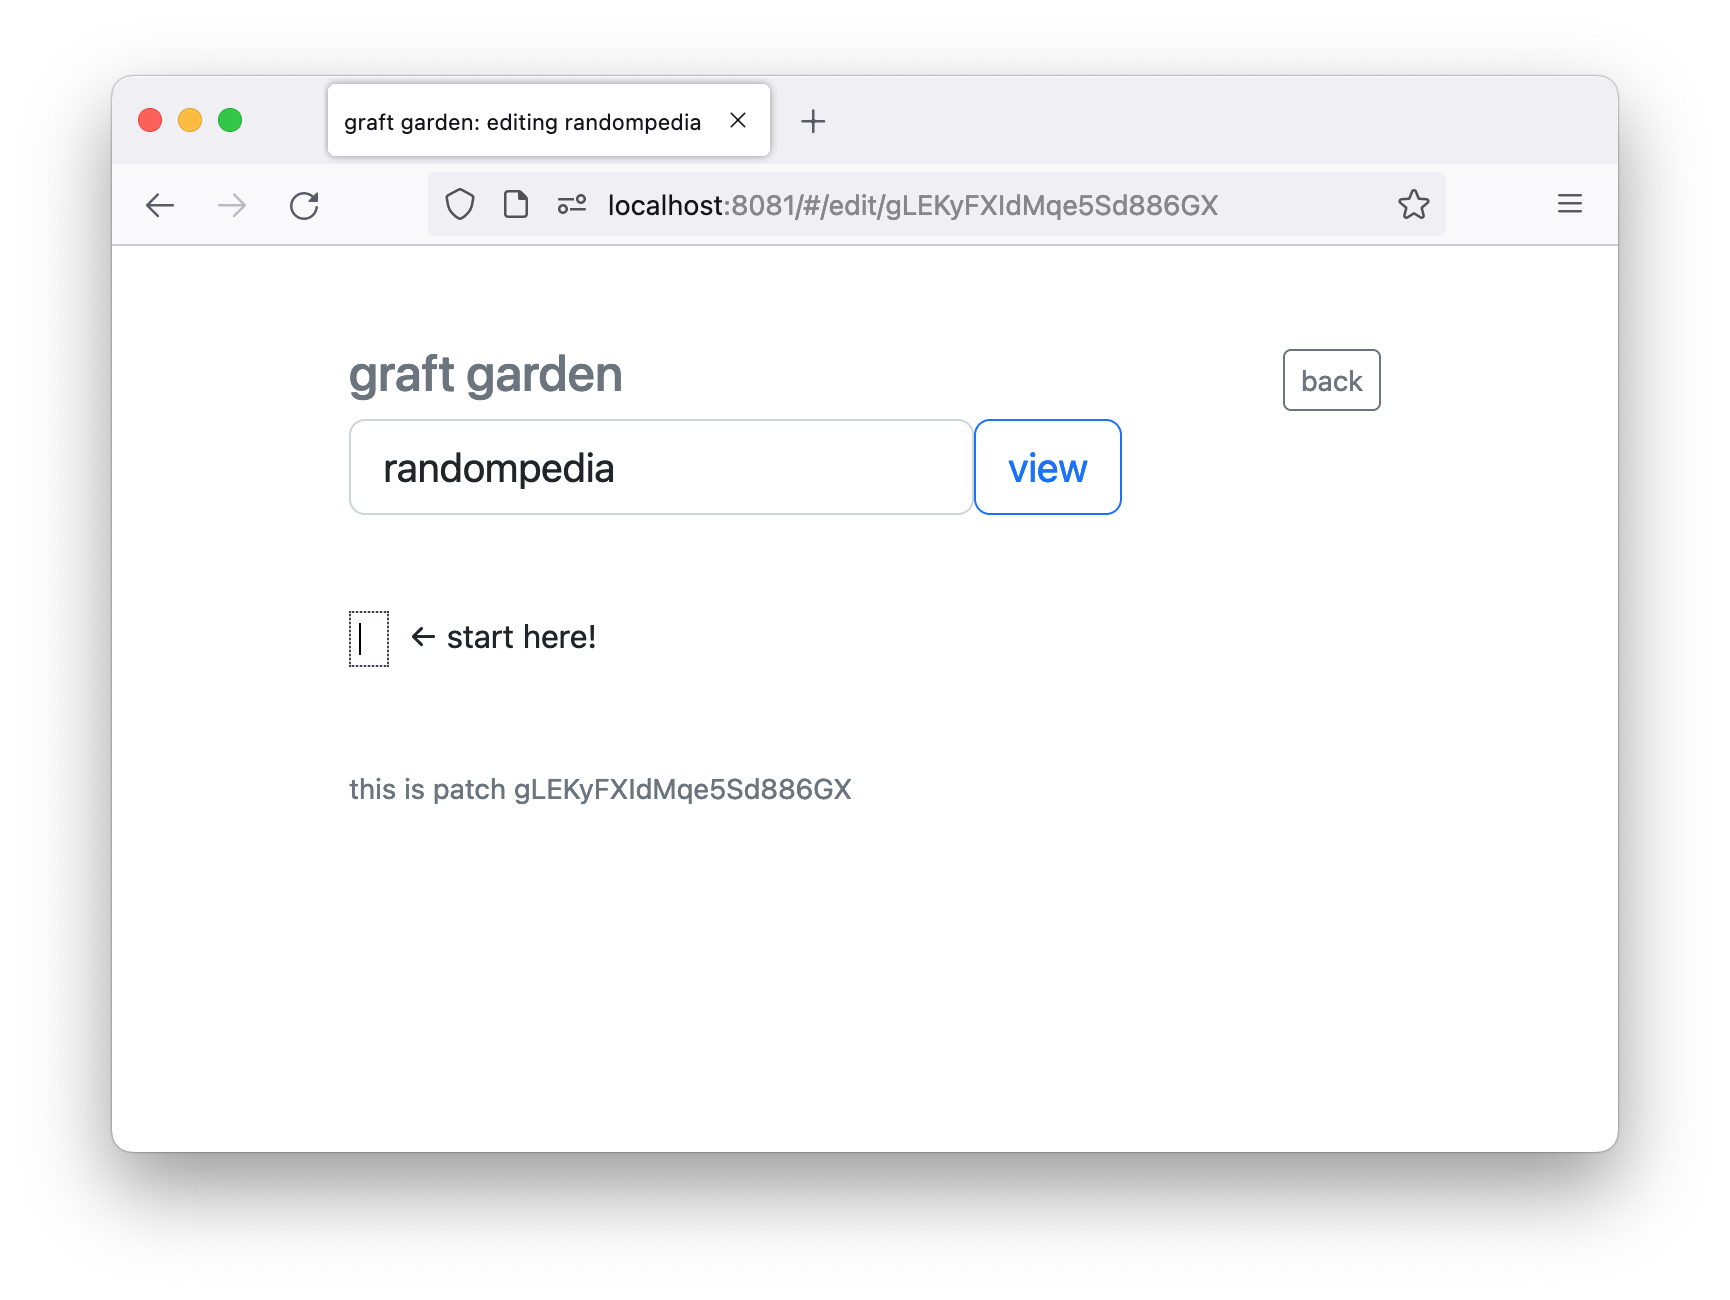 graft garden: editing randompedia
localhost:8081/#/edit/gLEKyFXIdMqe5Sd886GX
graft garden
back
randompedia
view
← start here!
this is patch gLEKyFXIdMqe5Sd886GX